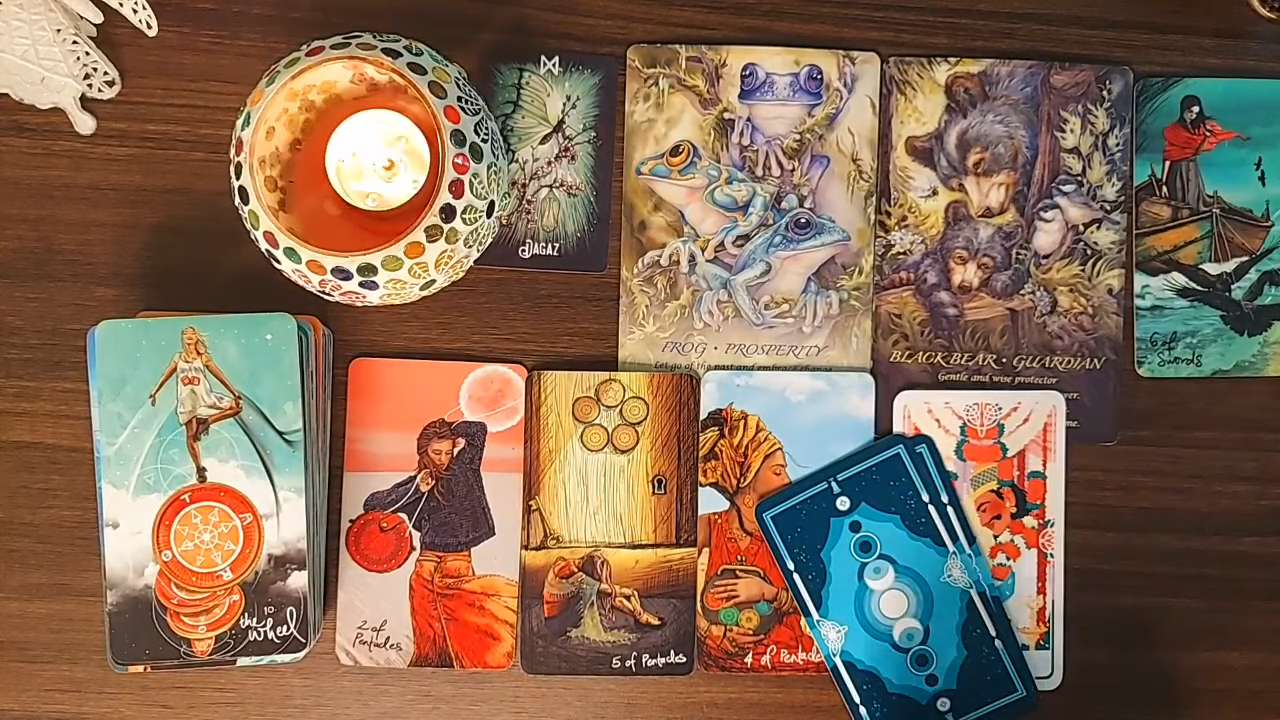 DAGAZ
FROG • PROSPERITY
Let go of the past and embrace change
BLACK BEAR • GUARDIAN
Gentle and wise protector
6 of
Swords
T
A
R
O
T
10.
the Wheel
2 of
Pentacles
5 of Pentacles
4 of Pentacle